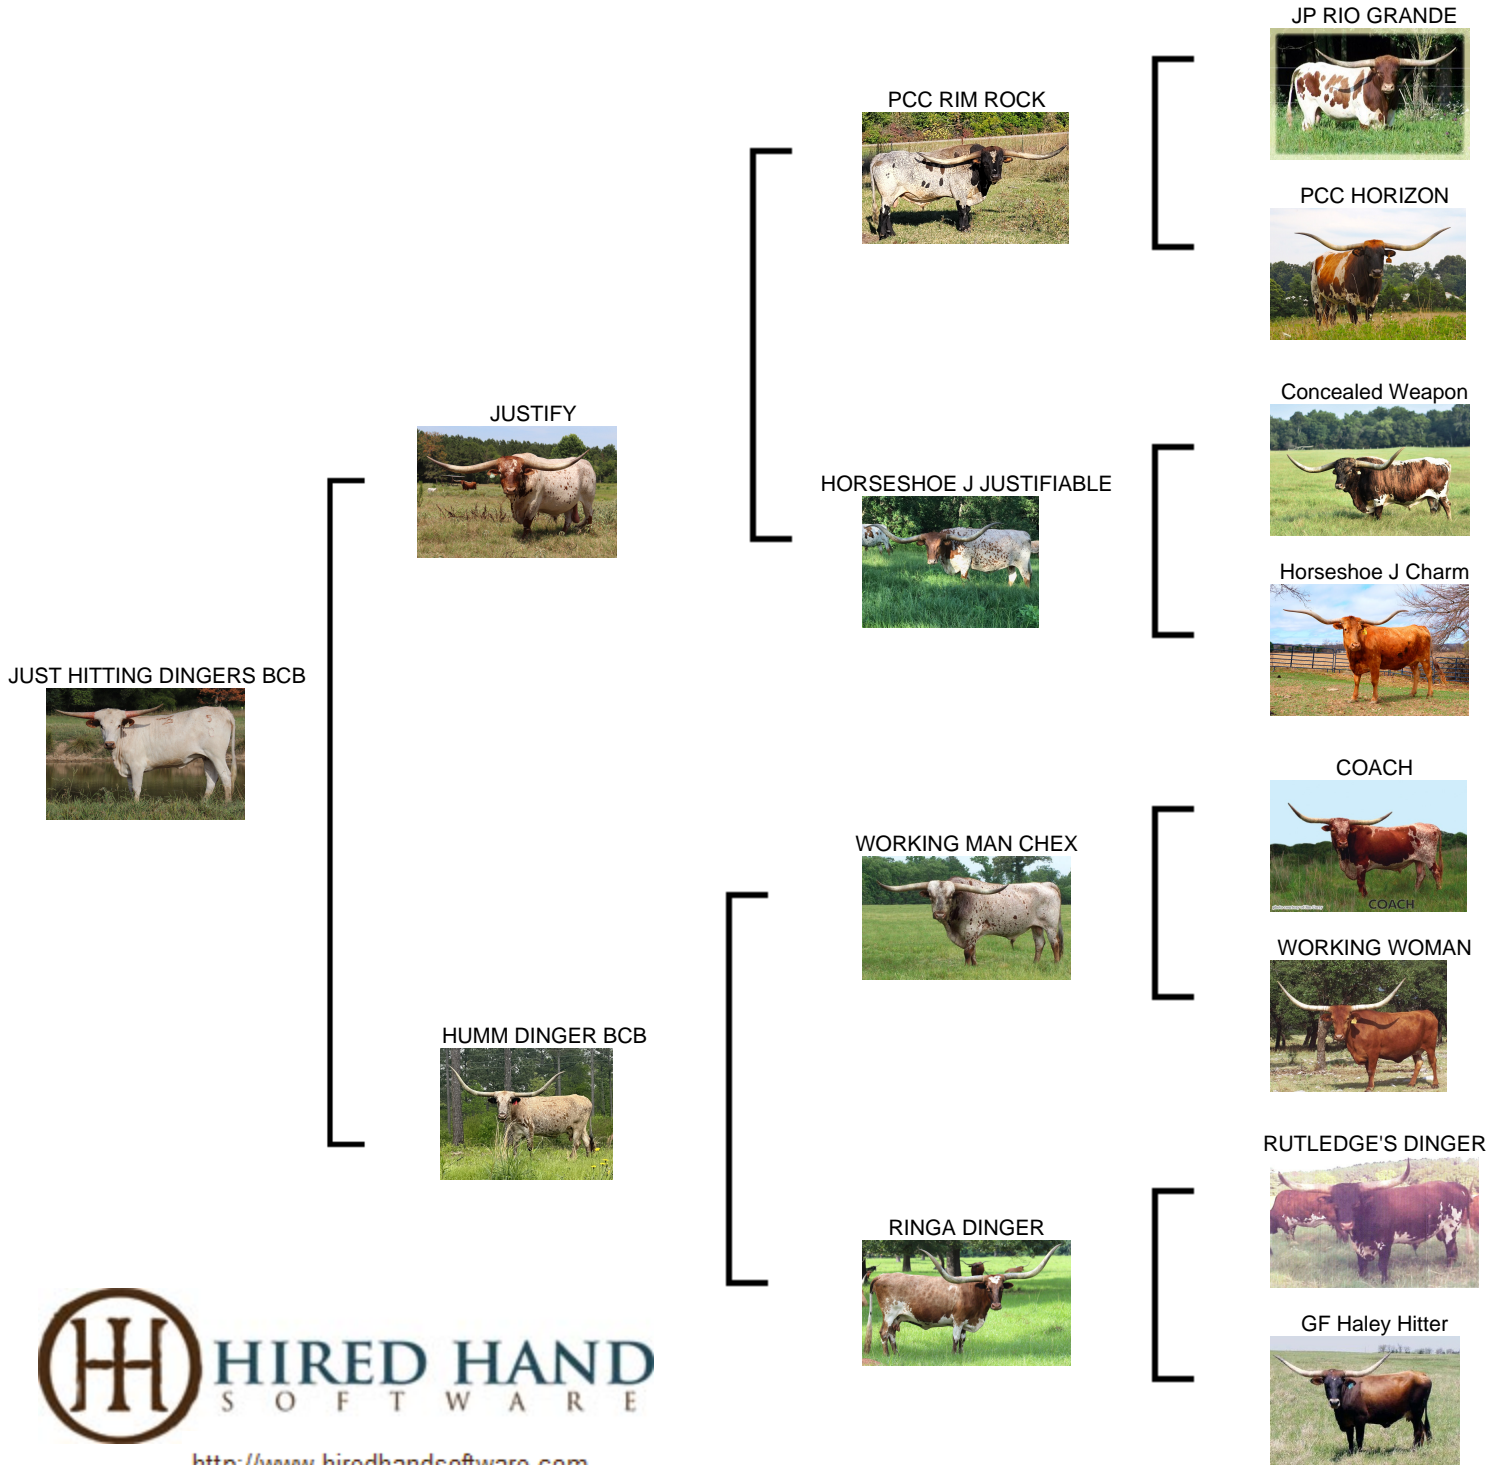 JP RIO GRANDE
PCC RIM ROCK
PCC HORIZON
Concealed Weapon
JUSTIFY
HORSESHOE J JUSTIFIABLE
Horseshoe J Charm
JUST HITTING DINGERS BCB
COACH
COACH
WORKING MAN CHEX
WORKING WOMAN
HUMM DINGER BCB
RUTLEDGE'S DINGER
RINGA DINGER
GF Haley Hitter
HIRED HAND
SOFTWARE
http://www.hiredhandsoftware.com